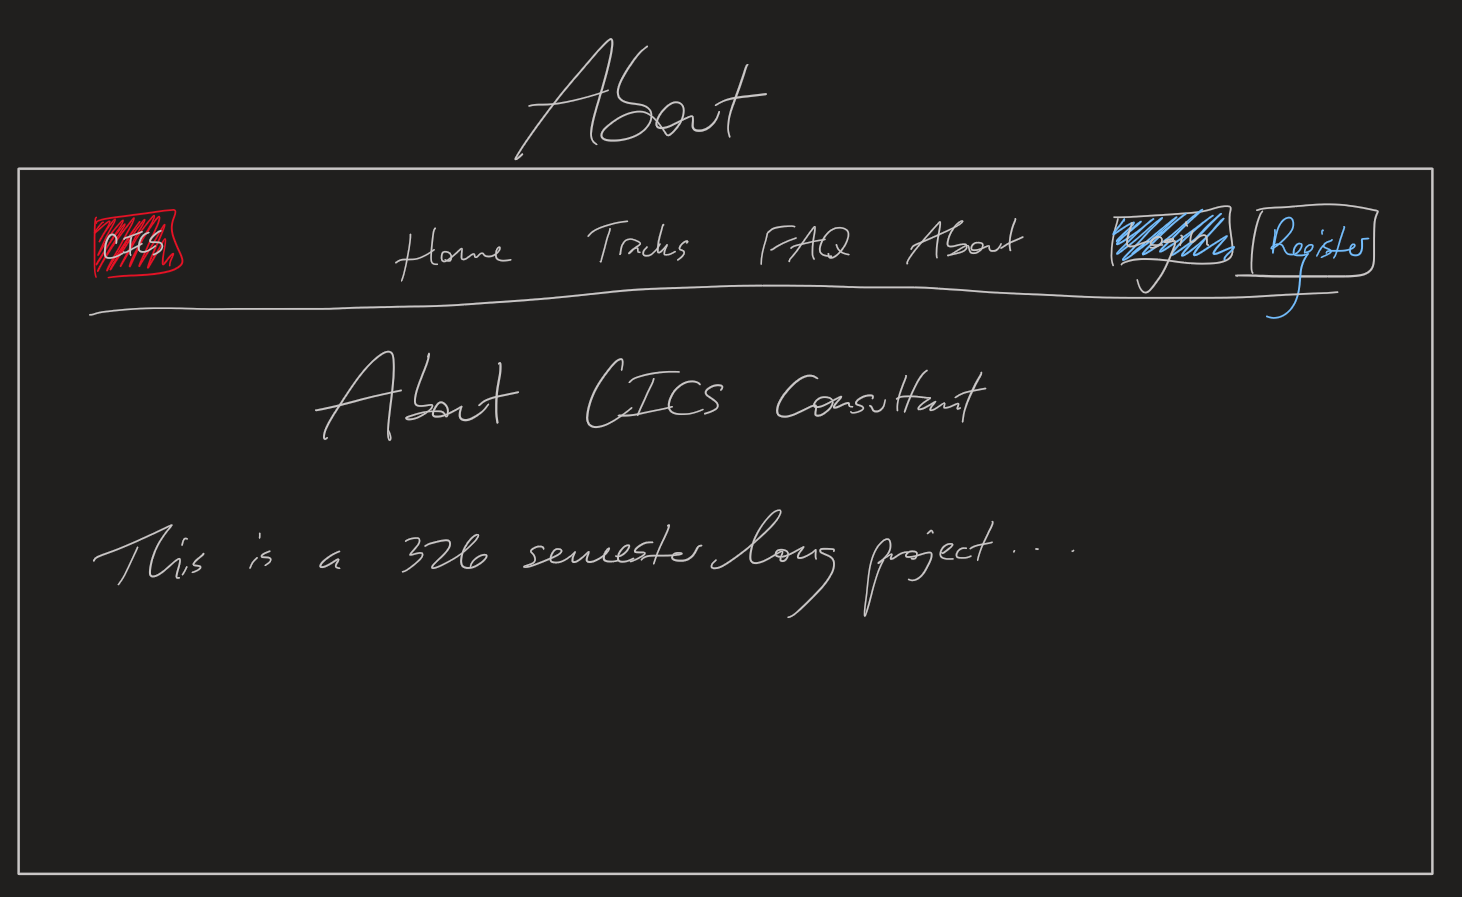 About
CICS Home Tracks FAQ About Login Register
About CICS Consultant
This is a 326 semester long project....